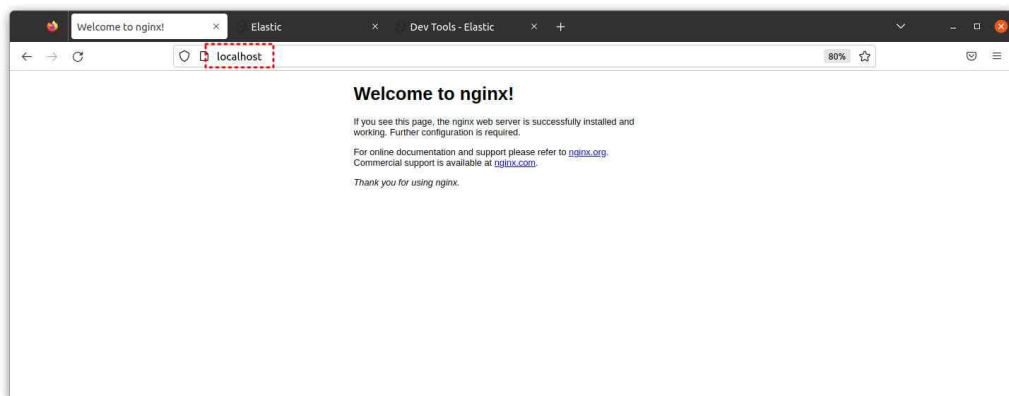 Welcome to nginx!
Elastic
Dev Tools - Elastic
localhost
80%
Welcome to nginx!
If you see this page, the nginx web server is successfully installed and
working. Further configuration is required.
For online documentation and support please refer to nginx.org.
Commercial support is available at nginx.com.
Thank you for using nginx.